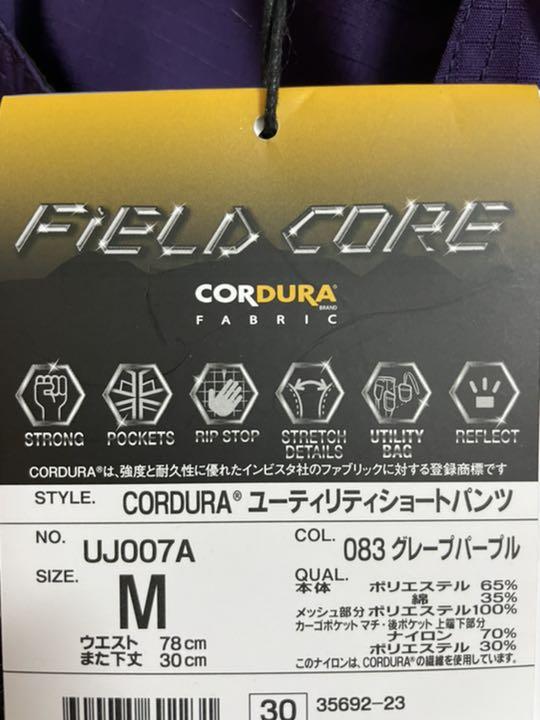 FiELD CORE
CORDURA®
BRAND
FABRIC
STRONG POCKETS RIP STOP STRETCH DETAILS UTILITY BAG REFLECT
CORDURA®は、強度と耐久性に優れたインビスタ社のファブリックに対する登録商標です
STYLE. CORDURA® ユーティリティショートパンツ
NO. UJ007A
COL. 083 グレープパープル
SIZE. M
ウエスト 78cm
また下丈 30cm
QUAL.
本体 ポリエステル 65%
綿 35%
メッシュ部分 ポリエステル100%
カーゴポケット マチ・後ポケット 上端下部分
ナイロン 70%
ポリエステル 30%
このナイロンは、CORDURA®の繊維を使用しています。
30 35692-23